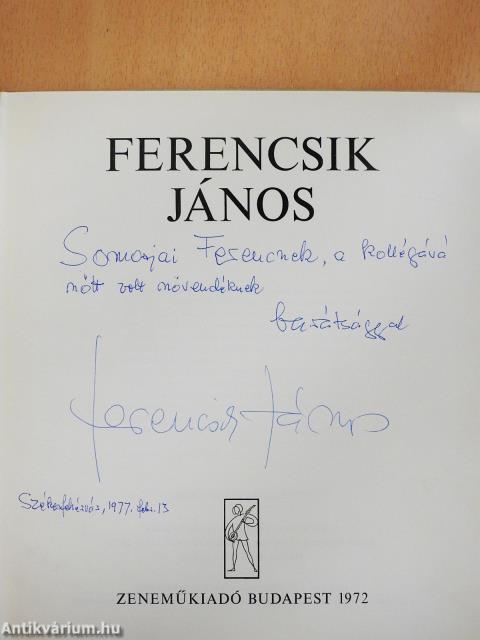 FERENCSIK
JÁNOS
Somorjai Ferencnek, a kollégává
nőtt volt növendéknek
barátsággal
Ferencsik János
Székesfehérvár, 1977. febr. 13
ZENEMŰKIADÓ BUDAPEST 1972
Antikvárium.hu